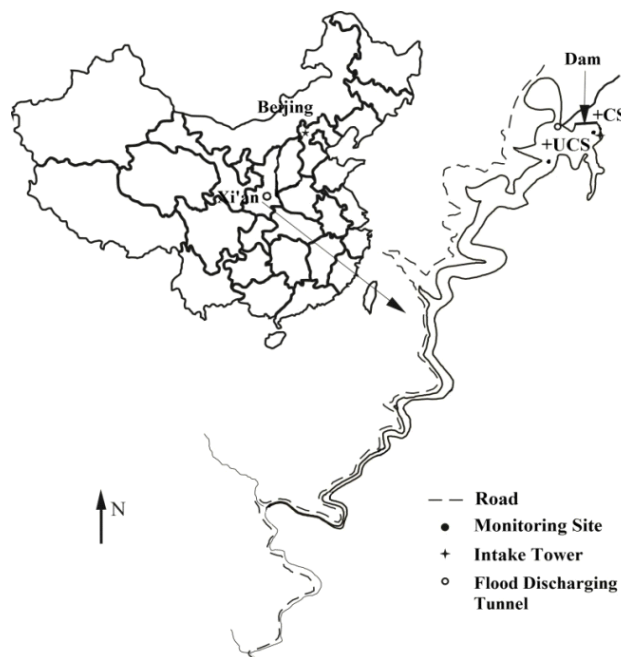 Beijing
Xi'an
Dam
+CS
+UCS
N
Road
Monitoring Site
Intake Tower
Flood Discharging
Tunnel